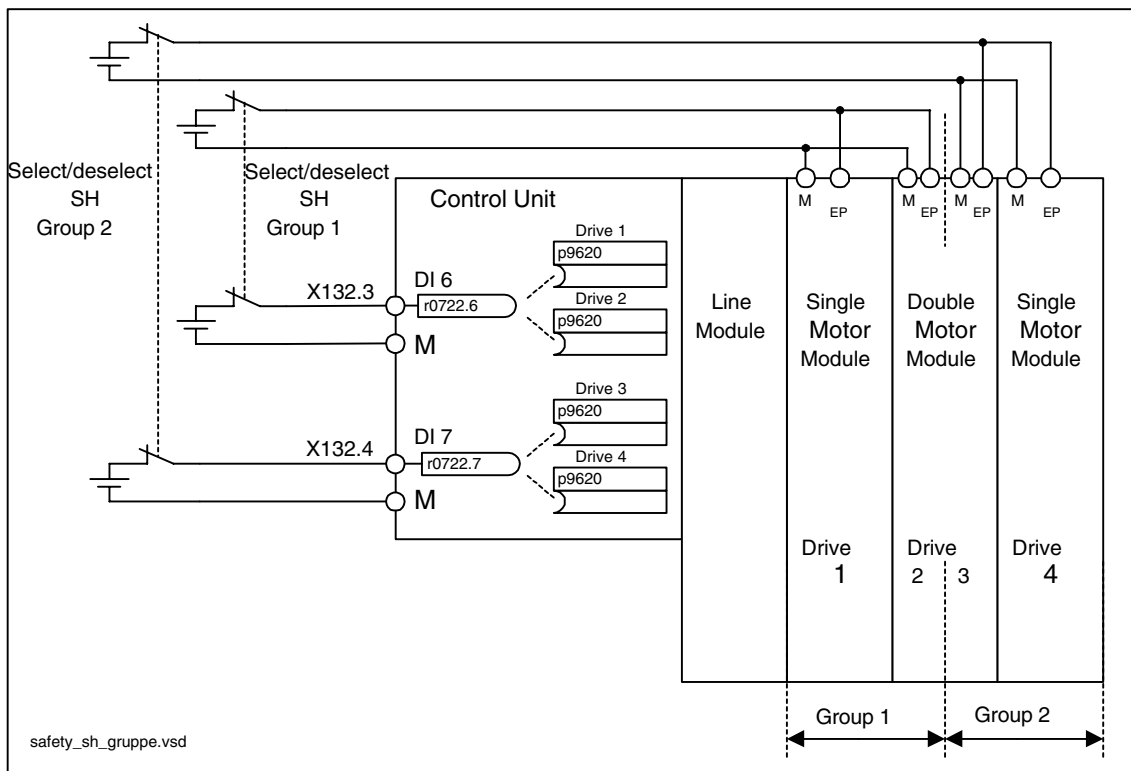 Select/deselect
SH
Group 2
Select/deselect
SH
Group 1
Control Unit
X132.3
DI 6
r0722.6
M
Drive 1
p9620
Drive 2
p9620
X132.4
DI 7
r0722.7
M
Drive 3
p9620
Drive 4
p9620
Line
Module
M
EP
M
EP
M
EP
M
EP
Single
Motor
Module
Double
Motor
Module
Single
Motor
Module
Drive
1
Drive
2 3
Drive
4
Group 1
Group 2
safety_sh_gruppe.vsd